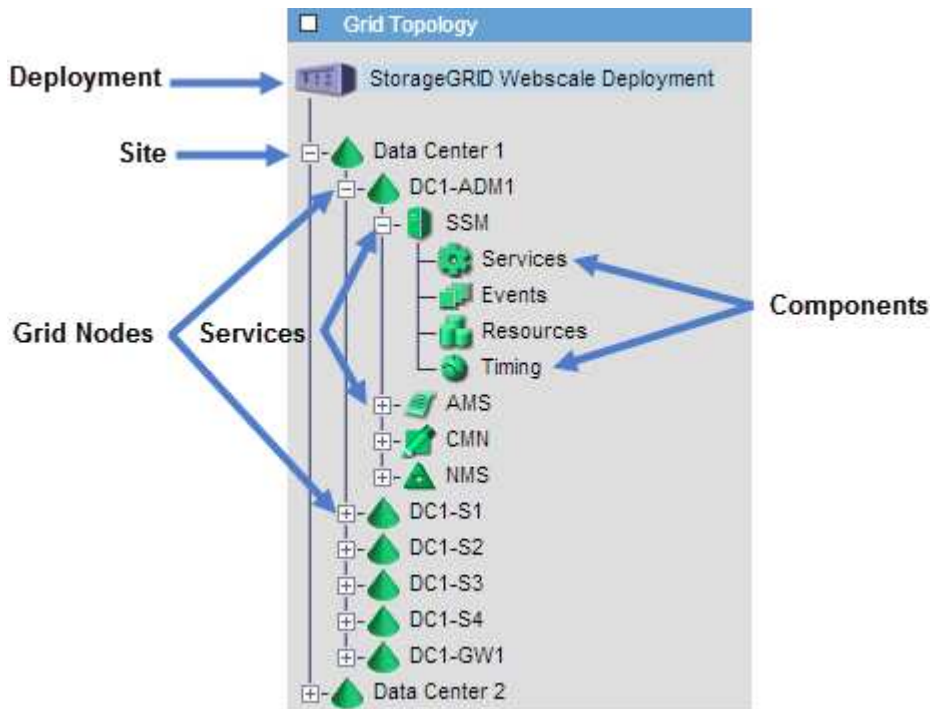 Grid Topology
Deployment
StorageGRID Webscale Deployment
Site
Data Center 1
DC1-ADM1
SSM
Services
Events
Components
Grid Nodes
Services
Resources
Timing
AMS
CMN
NMS
DC1-S1
DC1-S2
DC1-S3
DC1-S4
DC1-GW1
Data Center 2